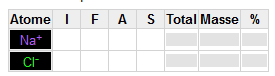 Atome I F A S Total Masse %
Na⁺
Cl⁻